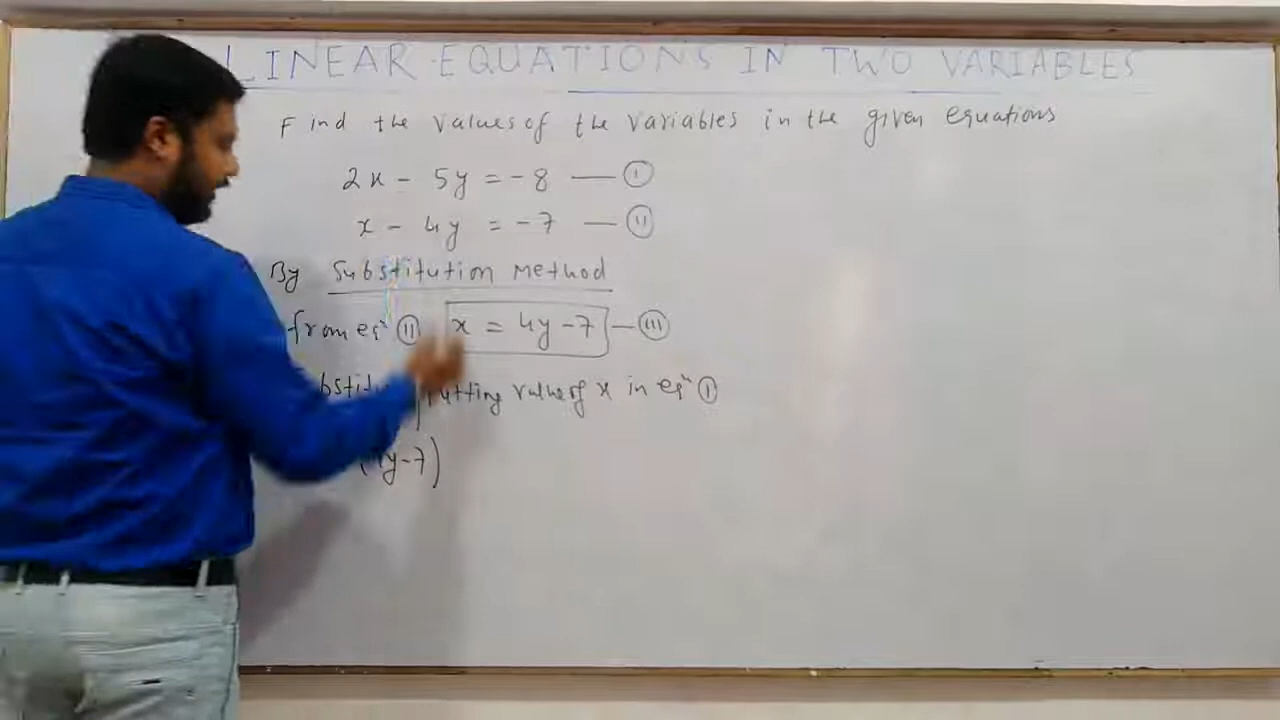 LINEAR EQUATIONS IN TWO VARIABLES
Find the values of the variables in the given equations
2x - 5y = -8 — (I)
x - 4y = -7 — (II)
By Substitution Method
from eqⁿ (II) x = 4y - 7 — (III)
putting value of x in eqⁿ (I)
(4y-7)